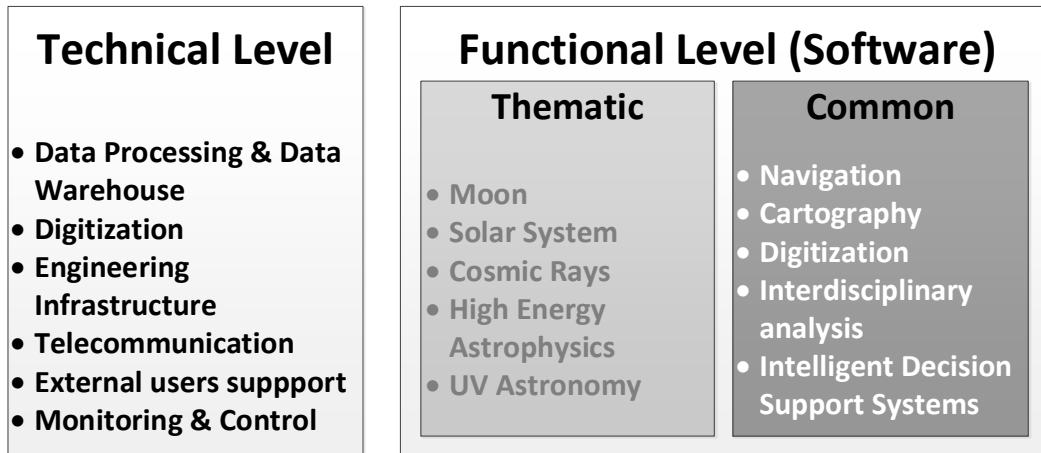 Technical Level
• Data Processing & Data
Warehouse
• Digitization
• Engineering
Infrastructure
• Telecommunication
• External users suppport
• Monitoring & Control
Functional Level (Software)
Thematic
• Moon
• Solar System
• Cosmic Rays
• High Energy
Astrophysics
• UV Astronomy
Common
• Navigation
• Cartography
• Digitization
• Interdisciplinary
analysis
• Intelligent Decision
Support Systems